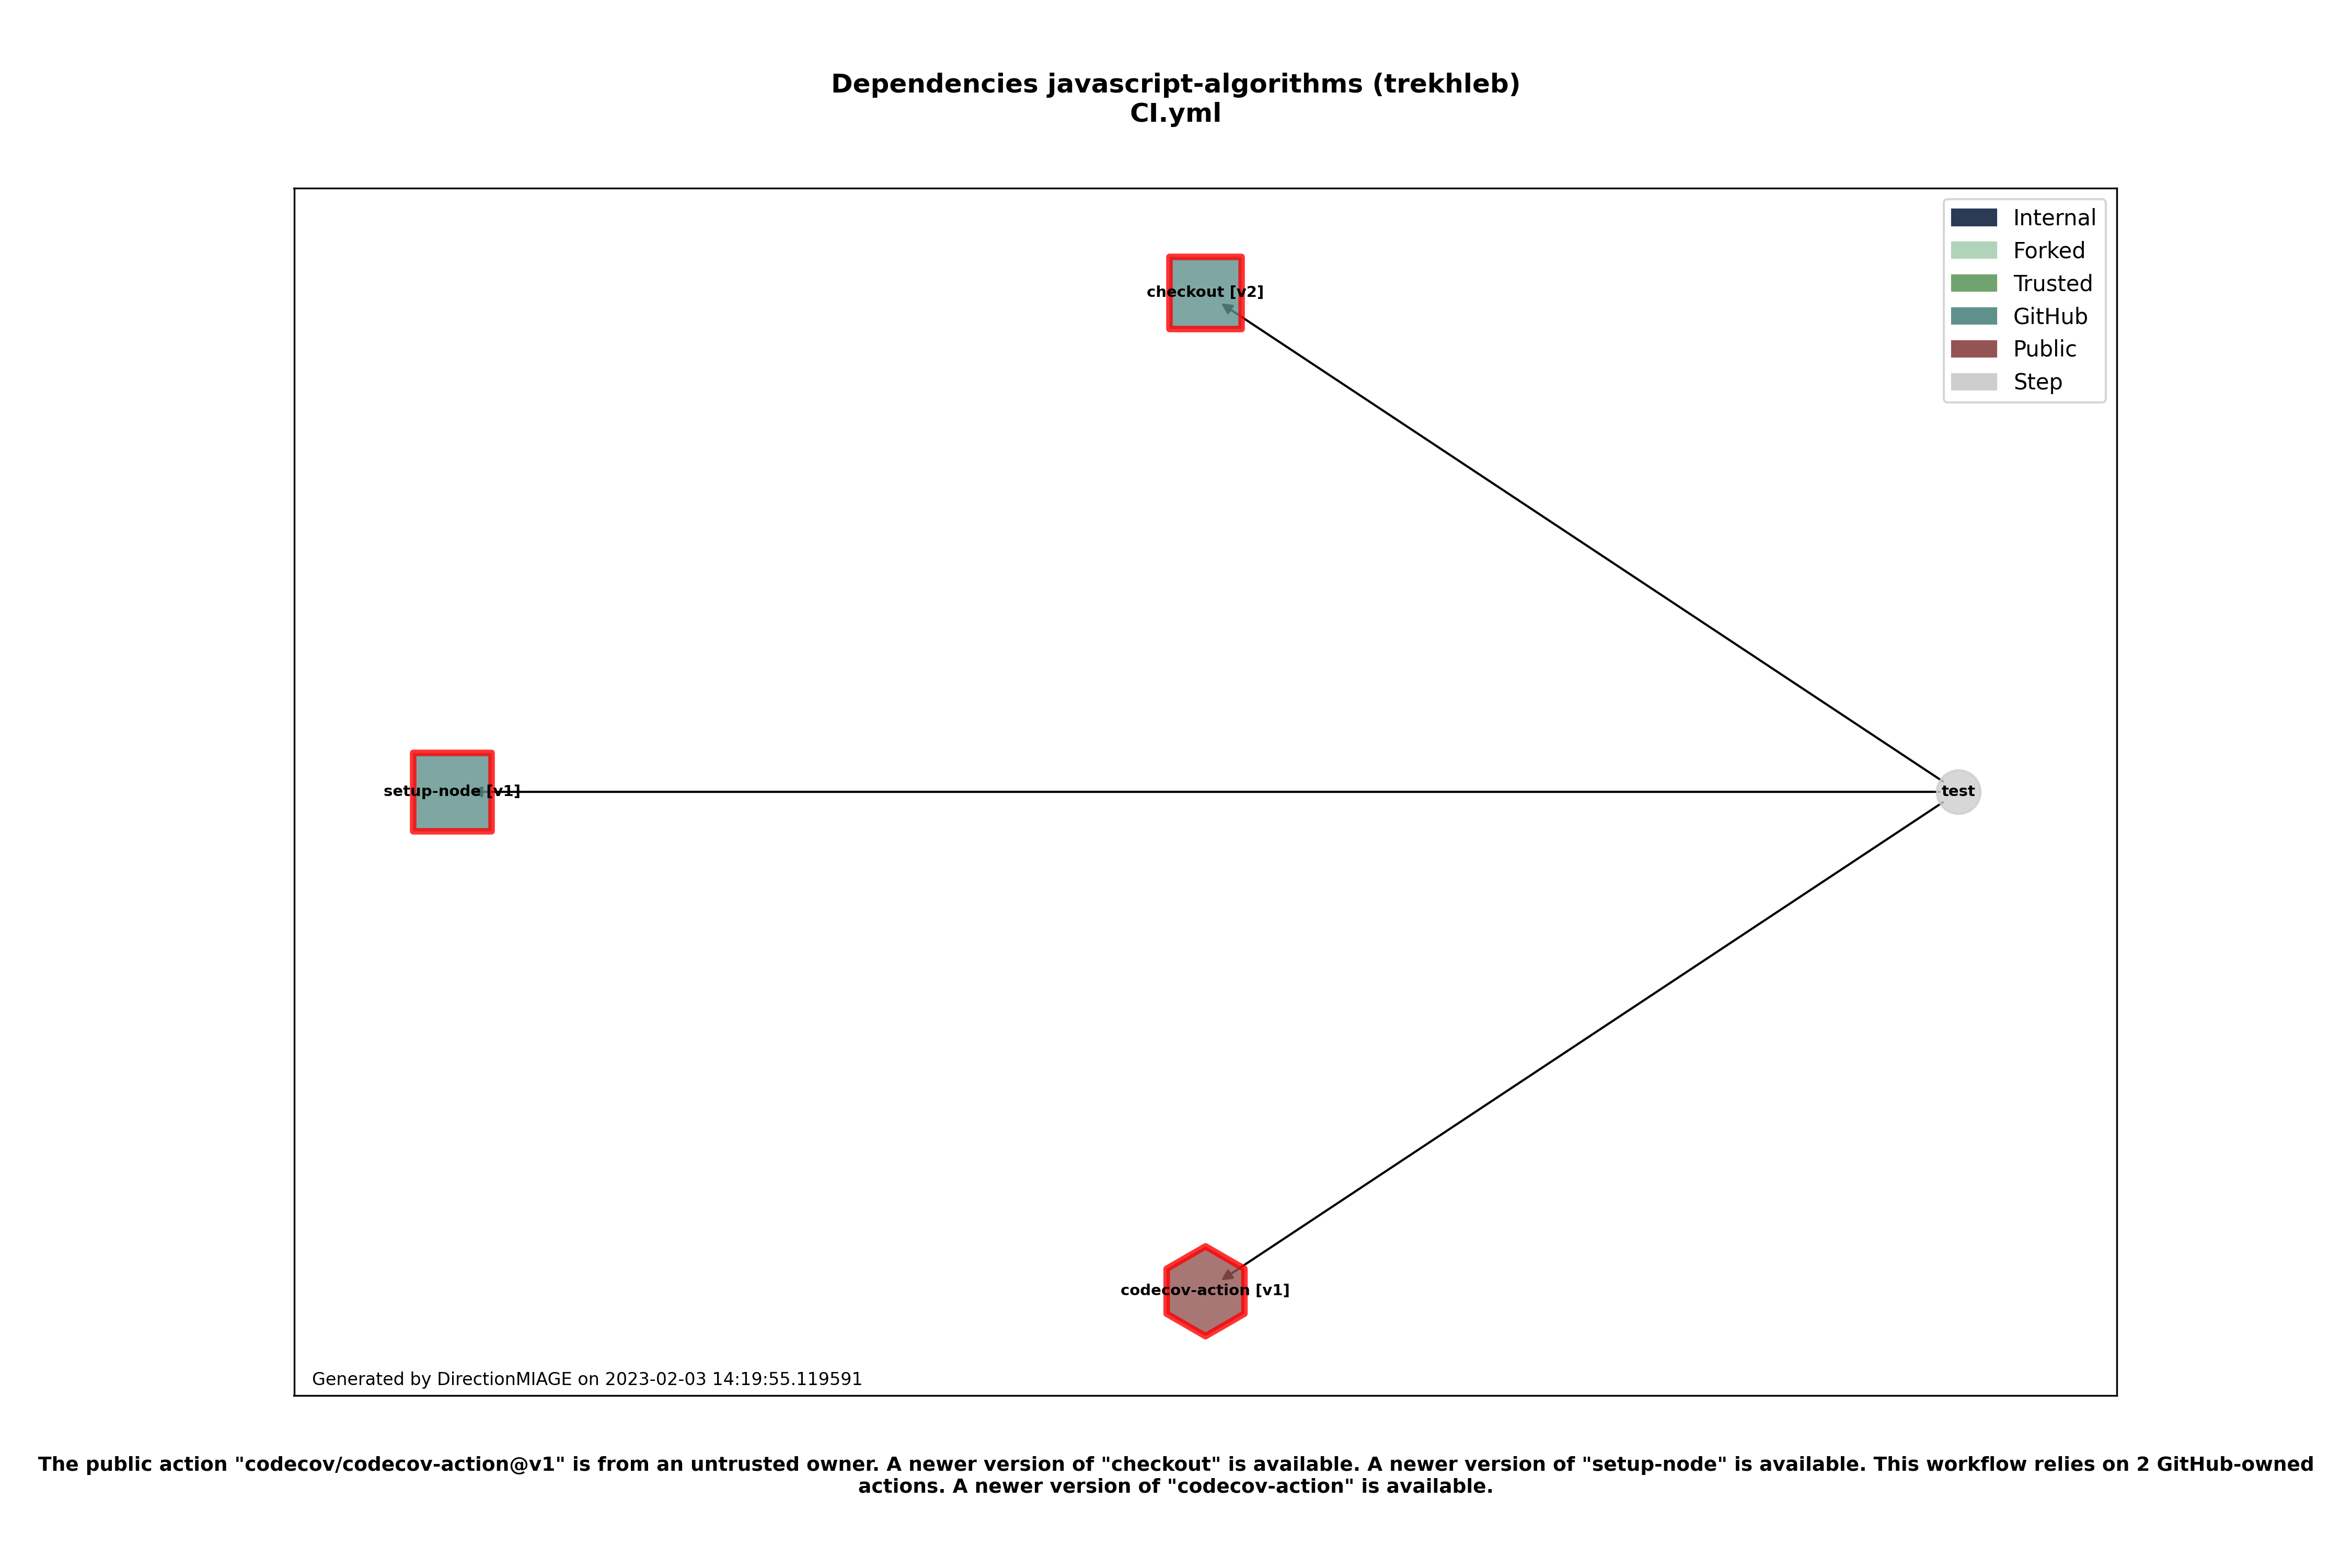 Dependencies javascript-algorithms (trekhleb)
CI.yml
Internal
Forked
Trusted
GitHub
Public
Step
checkout [v2]
setup-node [v1]
test
codecov-action [v1]
Generated by DirectionMIAGE on 2023-02-03 14:19:55.119591
The public action "codecov/codecov-action@v1" is from an untrusted owner. A newer version of "checkout" is available. A newer version of "setup-node" is available. This workflow relies on 2 GitHub-owned
actions. A newer version of "codecov-action" is available.